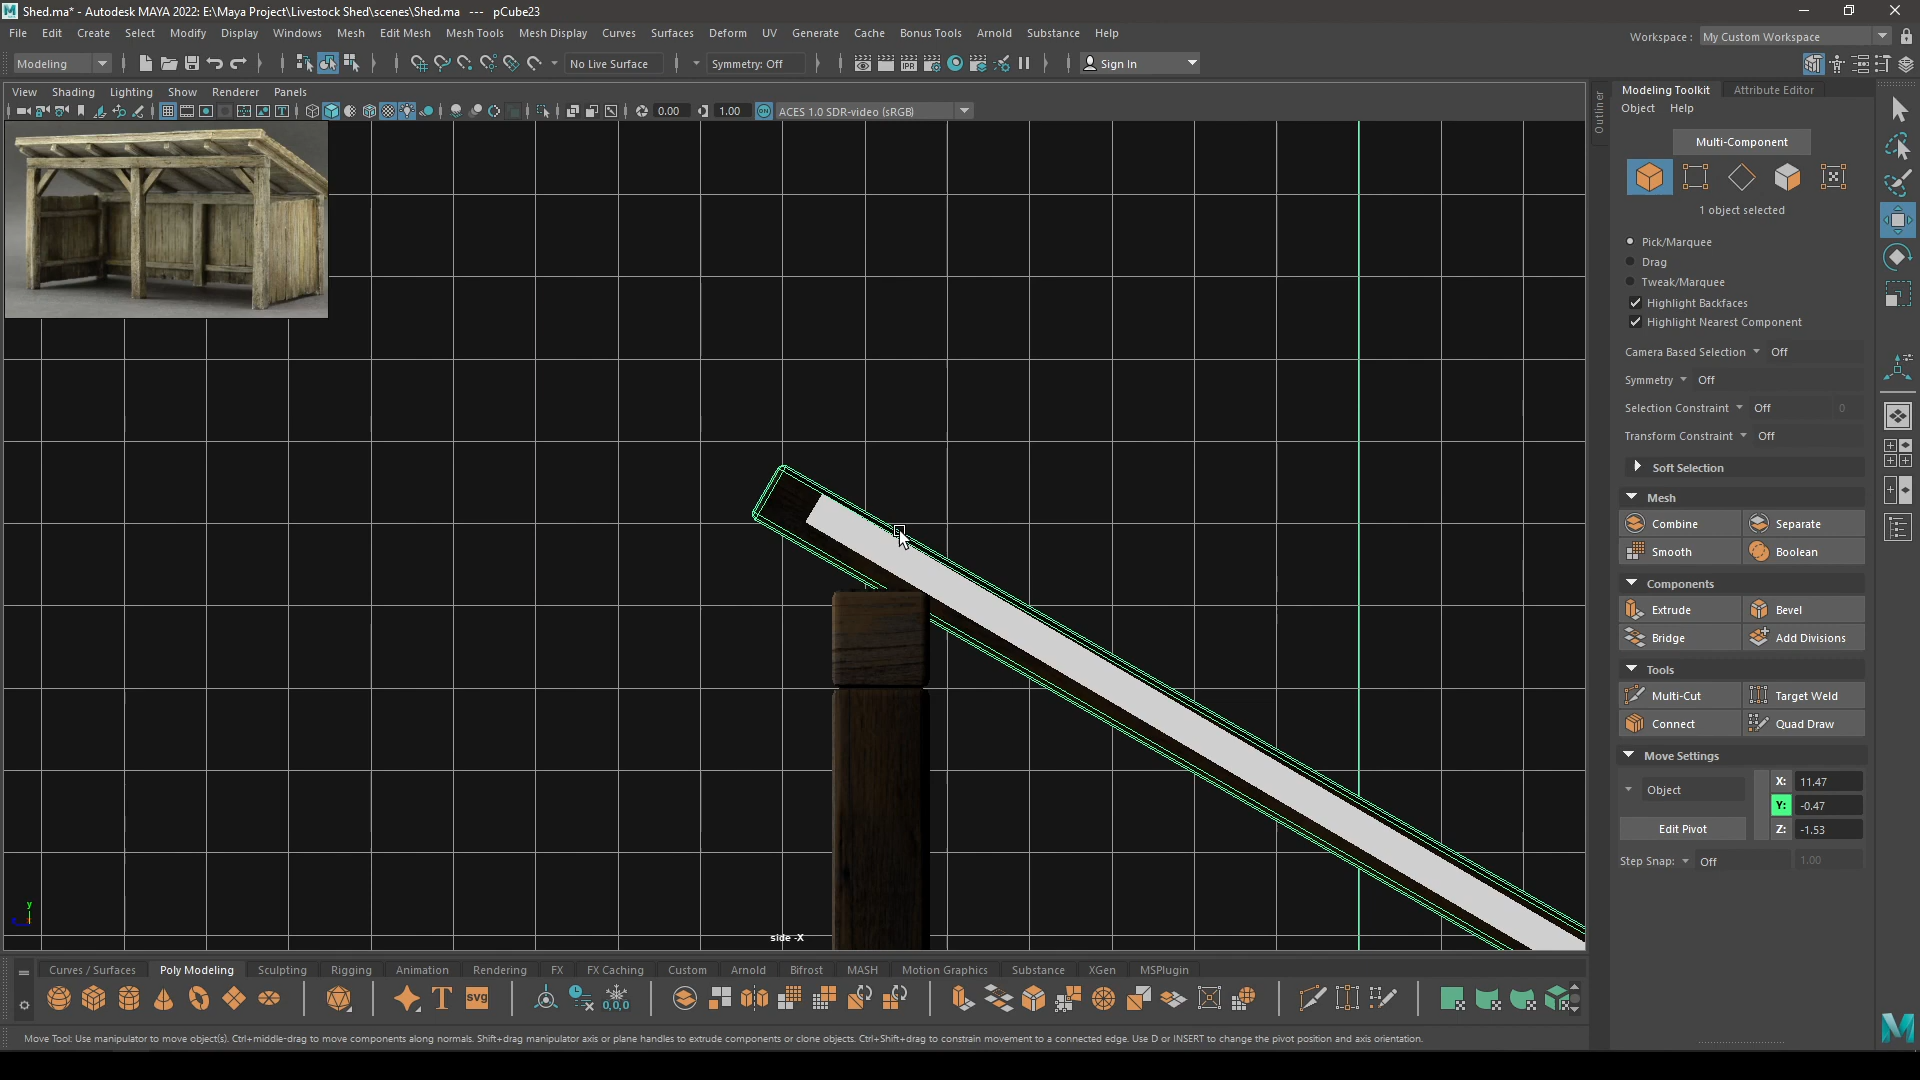 Shed.ma* - Autodesk MAYA 2022: E:\Maya Project\Livestock Shed\scenes\Shed.ma --- pCube23
File Edit Create Select Modify Display Windows Mesh Edit Mesh Mesh Tools Mesh Display Curves Surfaces Deform UV Generate Cache Bonus Tools Arnold Substance Help
Workspace : My Custom Workspace
Modeling No Live Surface Symmetry: Off Sign In
View Shading Lighting Show Renderer Panels
0.00 1.00 ON ACES 1.0 SDR-video (sRGB)
Outliner
Modeling Toolkit Attribute Editor
Object Help
Multi-Component
1 object selected
Pick/Marquee
Drag
Tweak/Marquee
Highlight Backfaces
Highlight Nearest Component
Camera Based Selection Off
Symmetry Off
Selection Constraint Off 0
Transform Constraint Off
Soft Selection
Mesh
Combine Separate
Smooth Boolean
Components
Extrude Bevel
Bridge Add Divisions
Tools
Multi-Cut Target Weld
Connect Quad Draw
Move Settings
Object X: 11.47
Y: -0.47
Edit Pivot Z: -1.53
Step Snap: Off 1.00
y
side -X
Curves / Surfaces Poly Modeling Sculpting Rigging Animation Rendering FX FX Caching Custom Arnold Bifrost MASH Motion Graphics Substance XGen MSPlugin
T svg 0,0,0
Move Tool: Use manipulator to move object(s). Ctrl+middle-drag to move components along normals. Shift+drag manipulator axis or plane handles to extrude components or clone objects. Ctrl+Shift+drag to constrain movement to a connected edge. Use D or INSERT to change the pivot position and axis orientation.